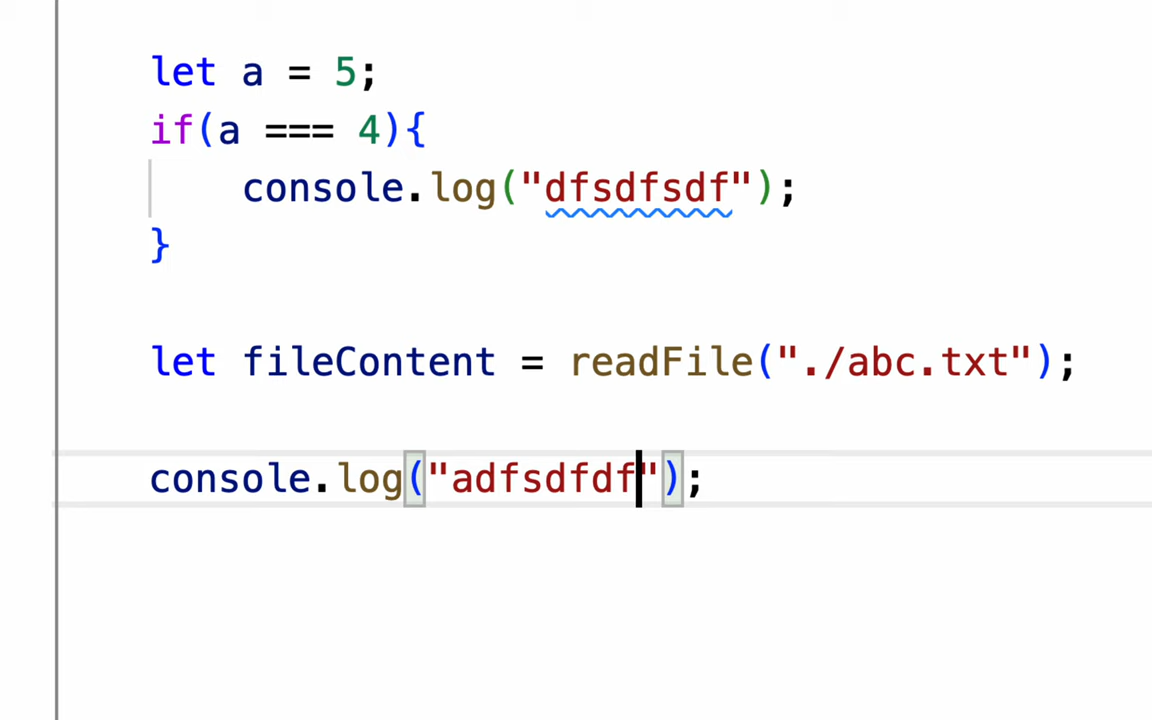 let a = 5;
if(a === 4){
console.log("dfsdfsdf");
}
let fileContent = readFile("./abc.txt");
console.log("adfsdfdf");